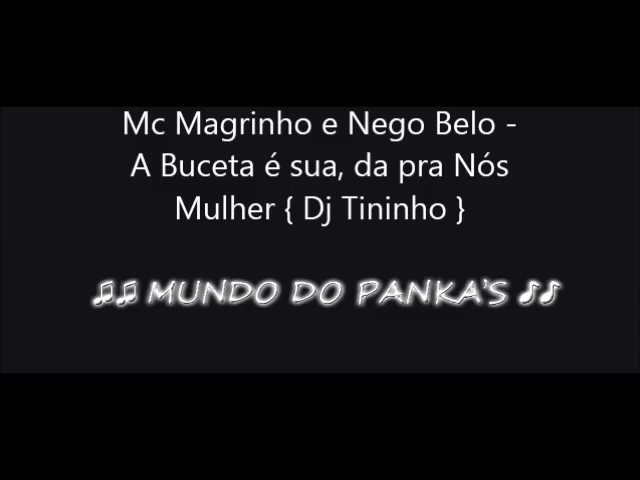 Mc Magrinho e Nego Belo -
A Buceta é sua, da pra Nós
Mulher { Dj Tininho }
♫♫ MUNDO DO PANKA'S ♪♪